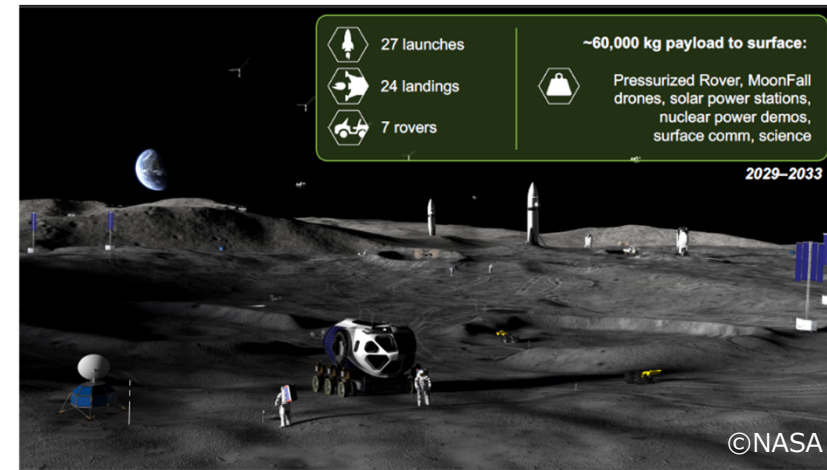 27 launches
24 landings
7 rovers
~60,000 kg payload to surface:
Pressurized Rover, MoonFall
drones, solar power stations,
nuclear power demos,
surface comm, science
2029–2033
©NASA